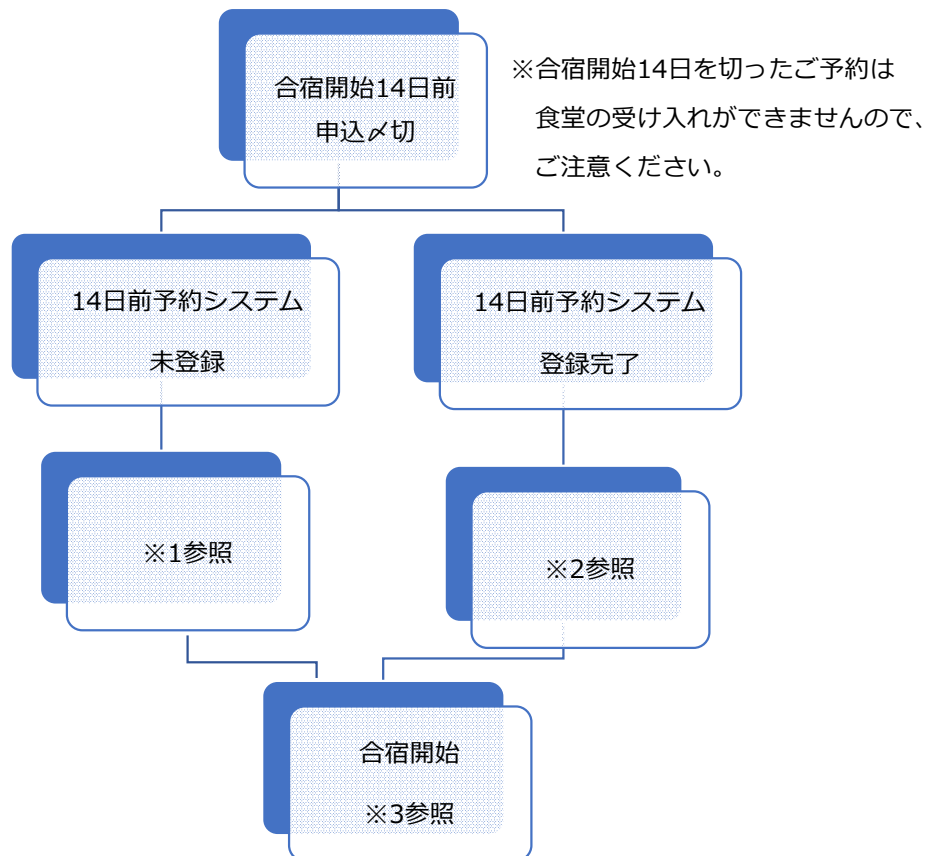 合宿開始14日前
申込〆切
※合宿開始14日を切ったご予約は
食堂の受け入れができませんので、
ご注意ください。
14日前予約システム
未登録
14日前予約システム
登録完了
※1参照
※2参照
合宿開始
※3参照